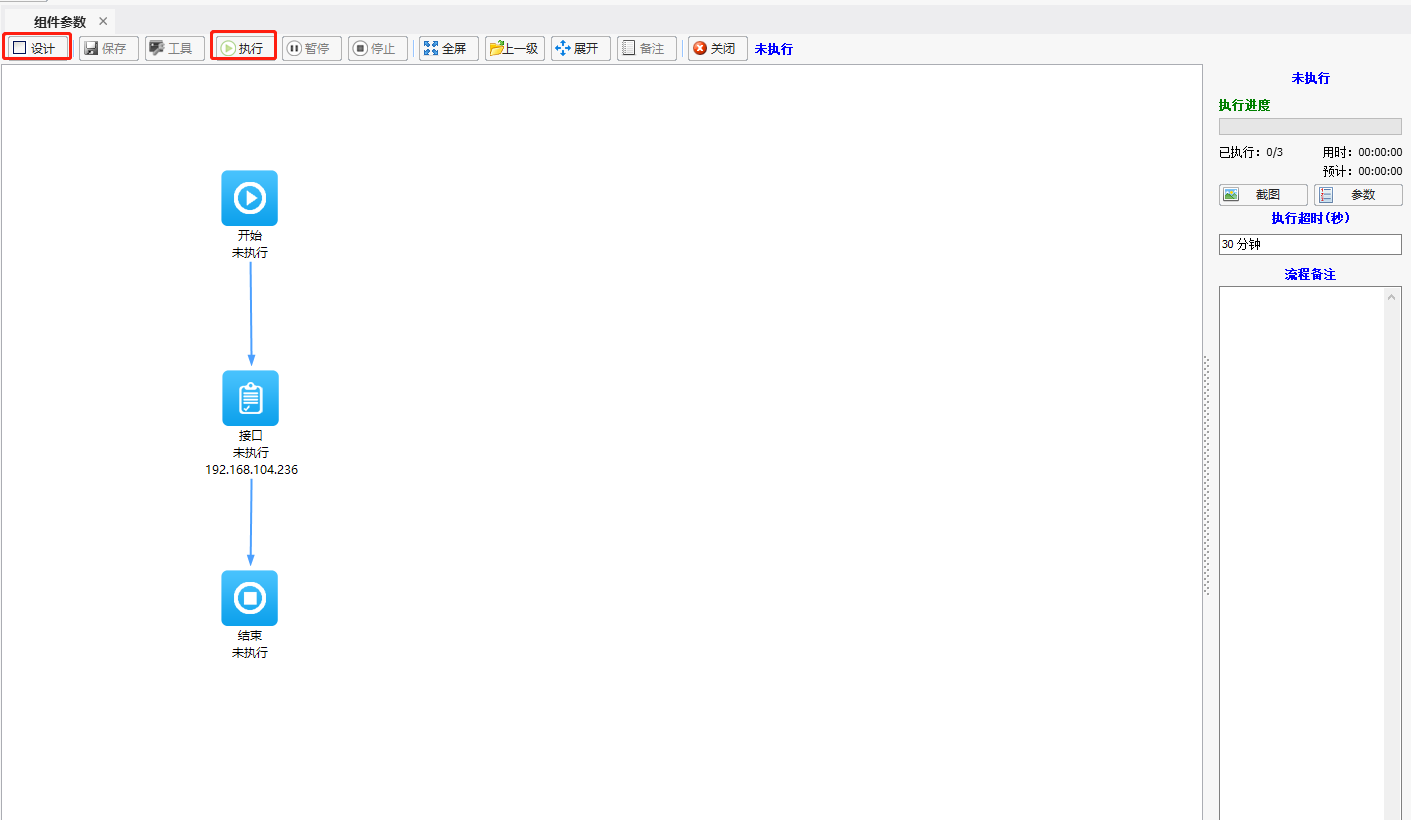 组件参数
设计 保存 工具 执行 暂停 停止 全屏 上一级 展开 备注 关闭 未执行
开始
未执行
接口
未执行
192.168.104.236
结束
未执行
未执行
执行进度
已执行：0/3 用时：00:00:00
预计：00:00:00
截图 参数
执行超时(秒)
30 分钟
流程备注